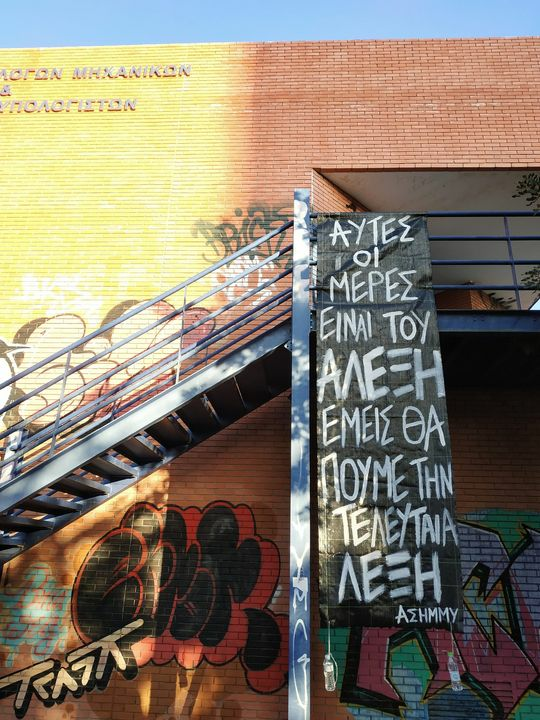 ΛΟΓΩΝ ΜΗΧΑΝΙΚΩΝ
&
ΥΠΟΛΟΓΙΣΤΩΝ
ΑΥΤΕΣ
ΟΙ
ΜΕΡΕΣ
ΕΙΝΑΙ ΤΟΥ
ΑΛΕΞΗ
ΕΜΕΙΣ ΘΑ
ΠΟΥΜΕ ΤΗΝ
ΤΕΛΕΥΤΑΙΑ
ΛΕΞΗ
ΑΣΗΜΜΥ